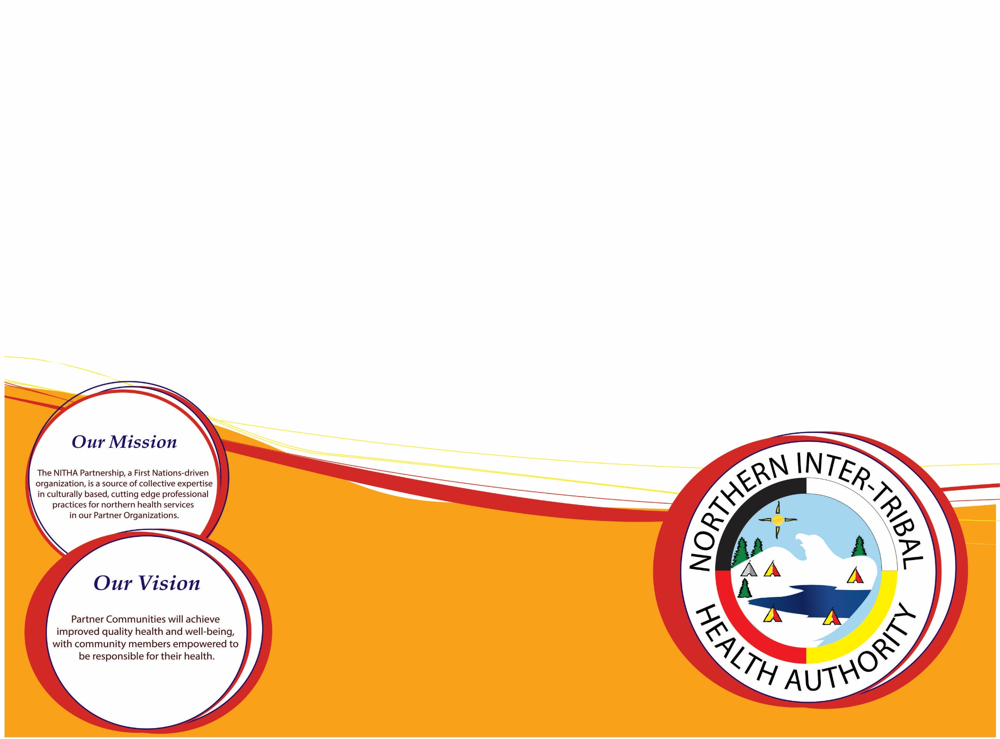 Our Mission
The NITHA Partnership, a First Nations-driven
organization, is a source of collective expertise
in culturally based, cutting edge professional
practices for northern health services
in our Partner Organizations.
Our Vision
Partner Communities will achieve
improved quality health and well-being,
with community members empowered to
be responsible for their health.
NORTHERN INTER-TRIBAL
HEALTH AUTHORITY